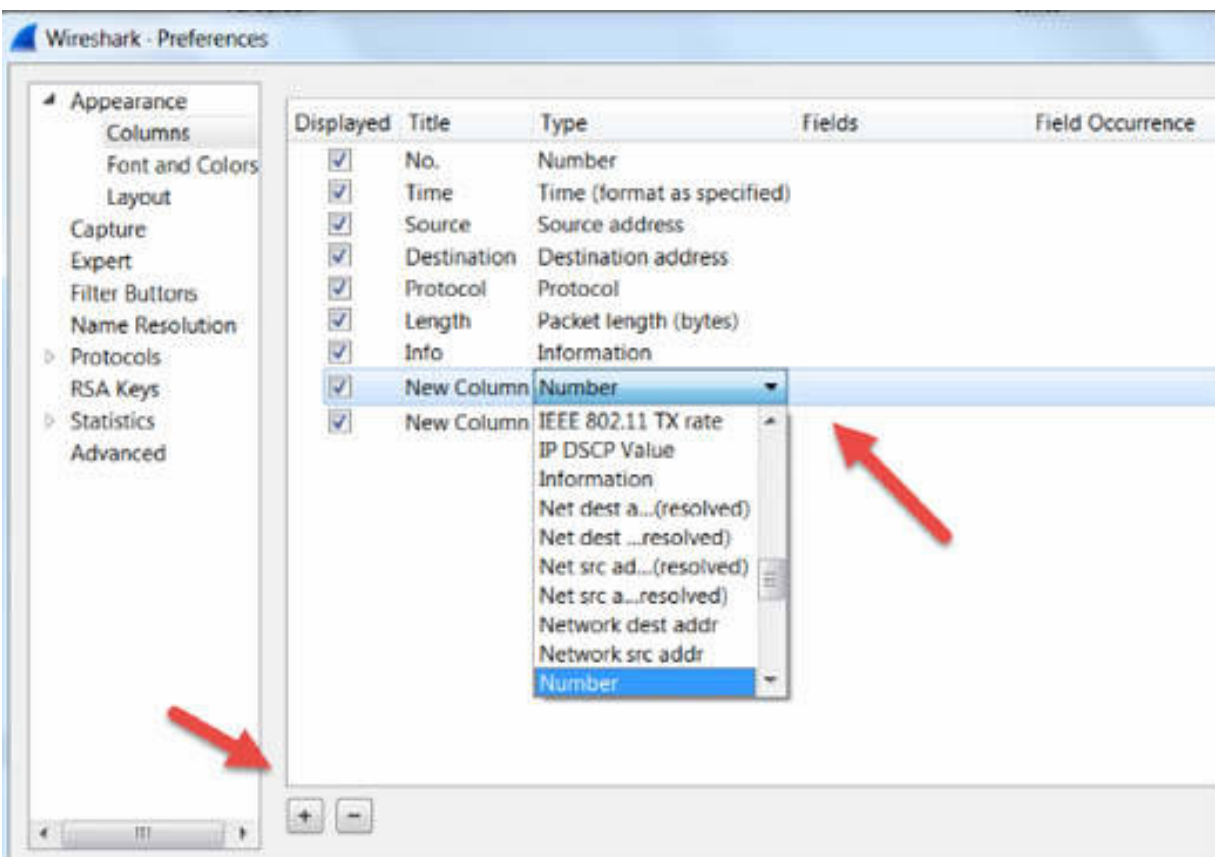 Wireshark - Preferences
Appearance
Columns
Font and Colors
Layout
Capture
Expert
Filter Buttons
Name Resolution
Protocols
RSA Keys
Statistics
Advanced
Displayed Title Type Fields Field Occurrence
No. Number
Time Time (format as specified)
Source Source address
Destination Destination address
Protocol Protocol
Length Packet length (bytes)
Info Information
New Column Number
New Column IEEE 802.11 TX rate
IP DSCP Value
Information
Net dest a...(resolved)
Net dest ...resolved)
Net src ad...(resolved)
Net src a...resolved)
Network dest addr
Network src addr
Number
+ -